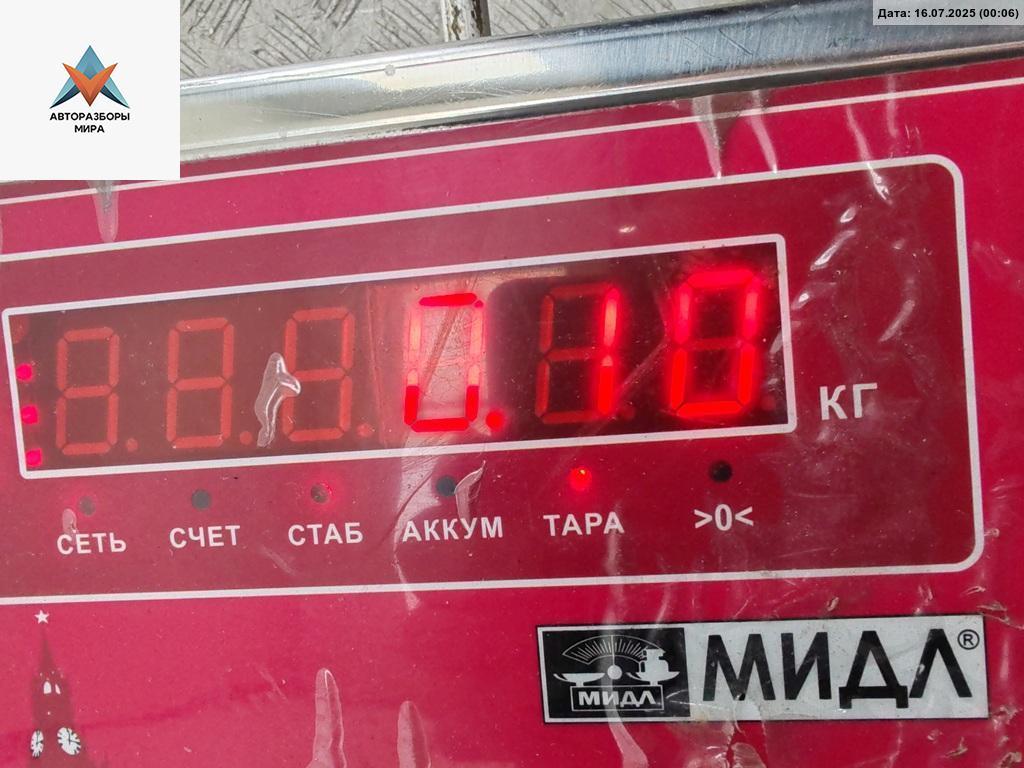 Дата: 16.07.2025 (00:06)
АВТОРАЗБОРЫ
МИРА
0.10
КГ
СЕТЬ СЧЕТ СТАБ АККУМ ТАРА >0<
МИДЛ МИДЛ®